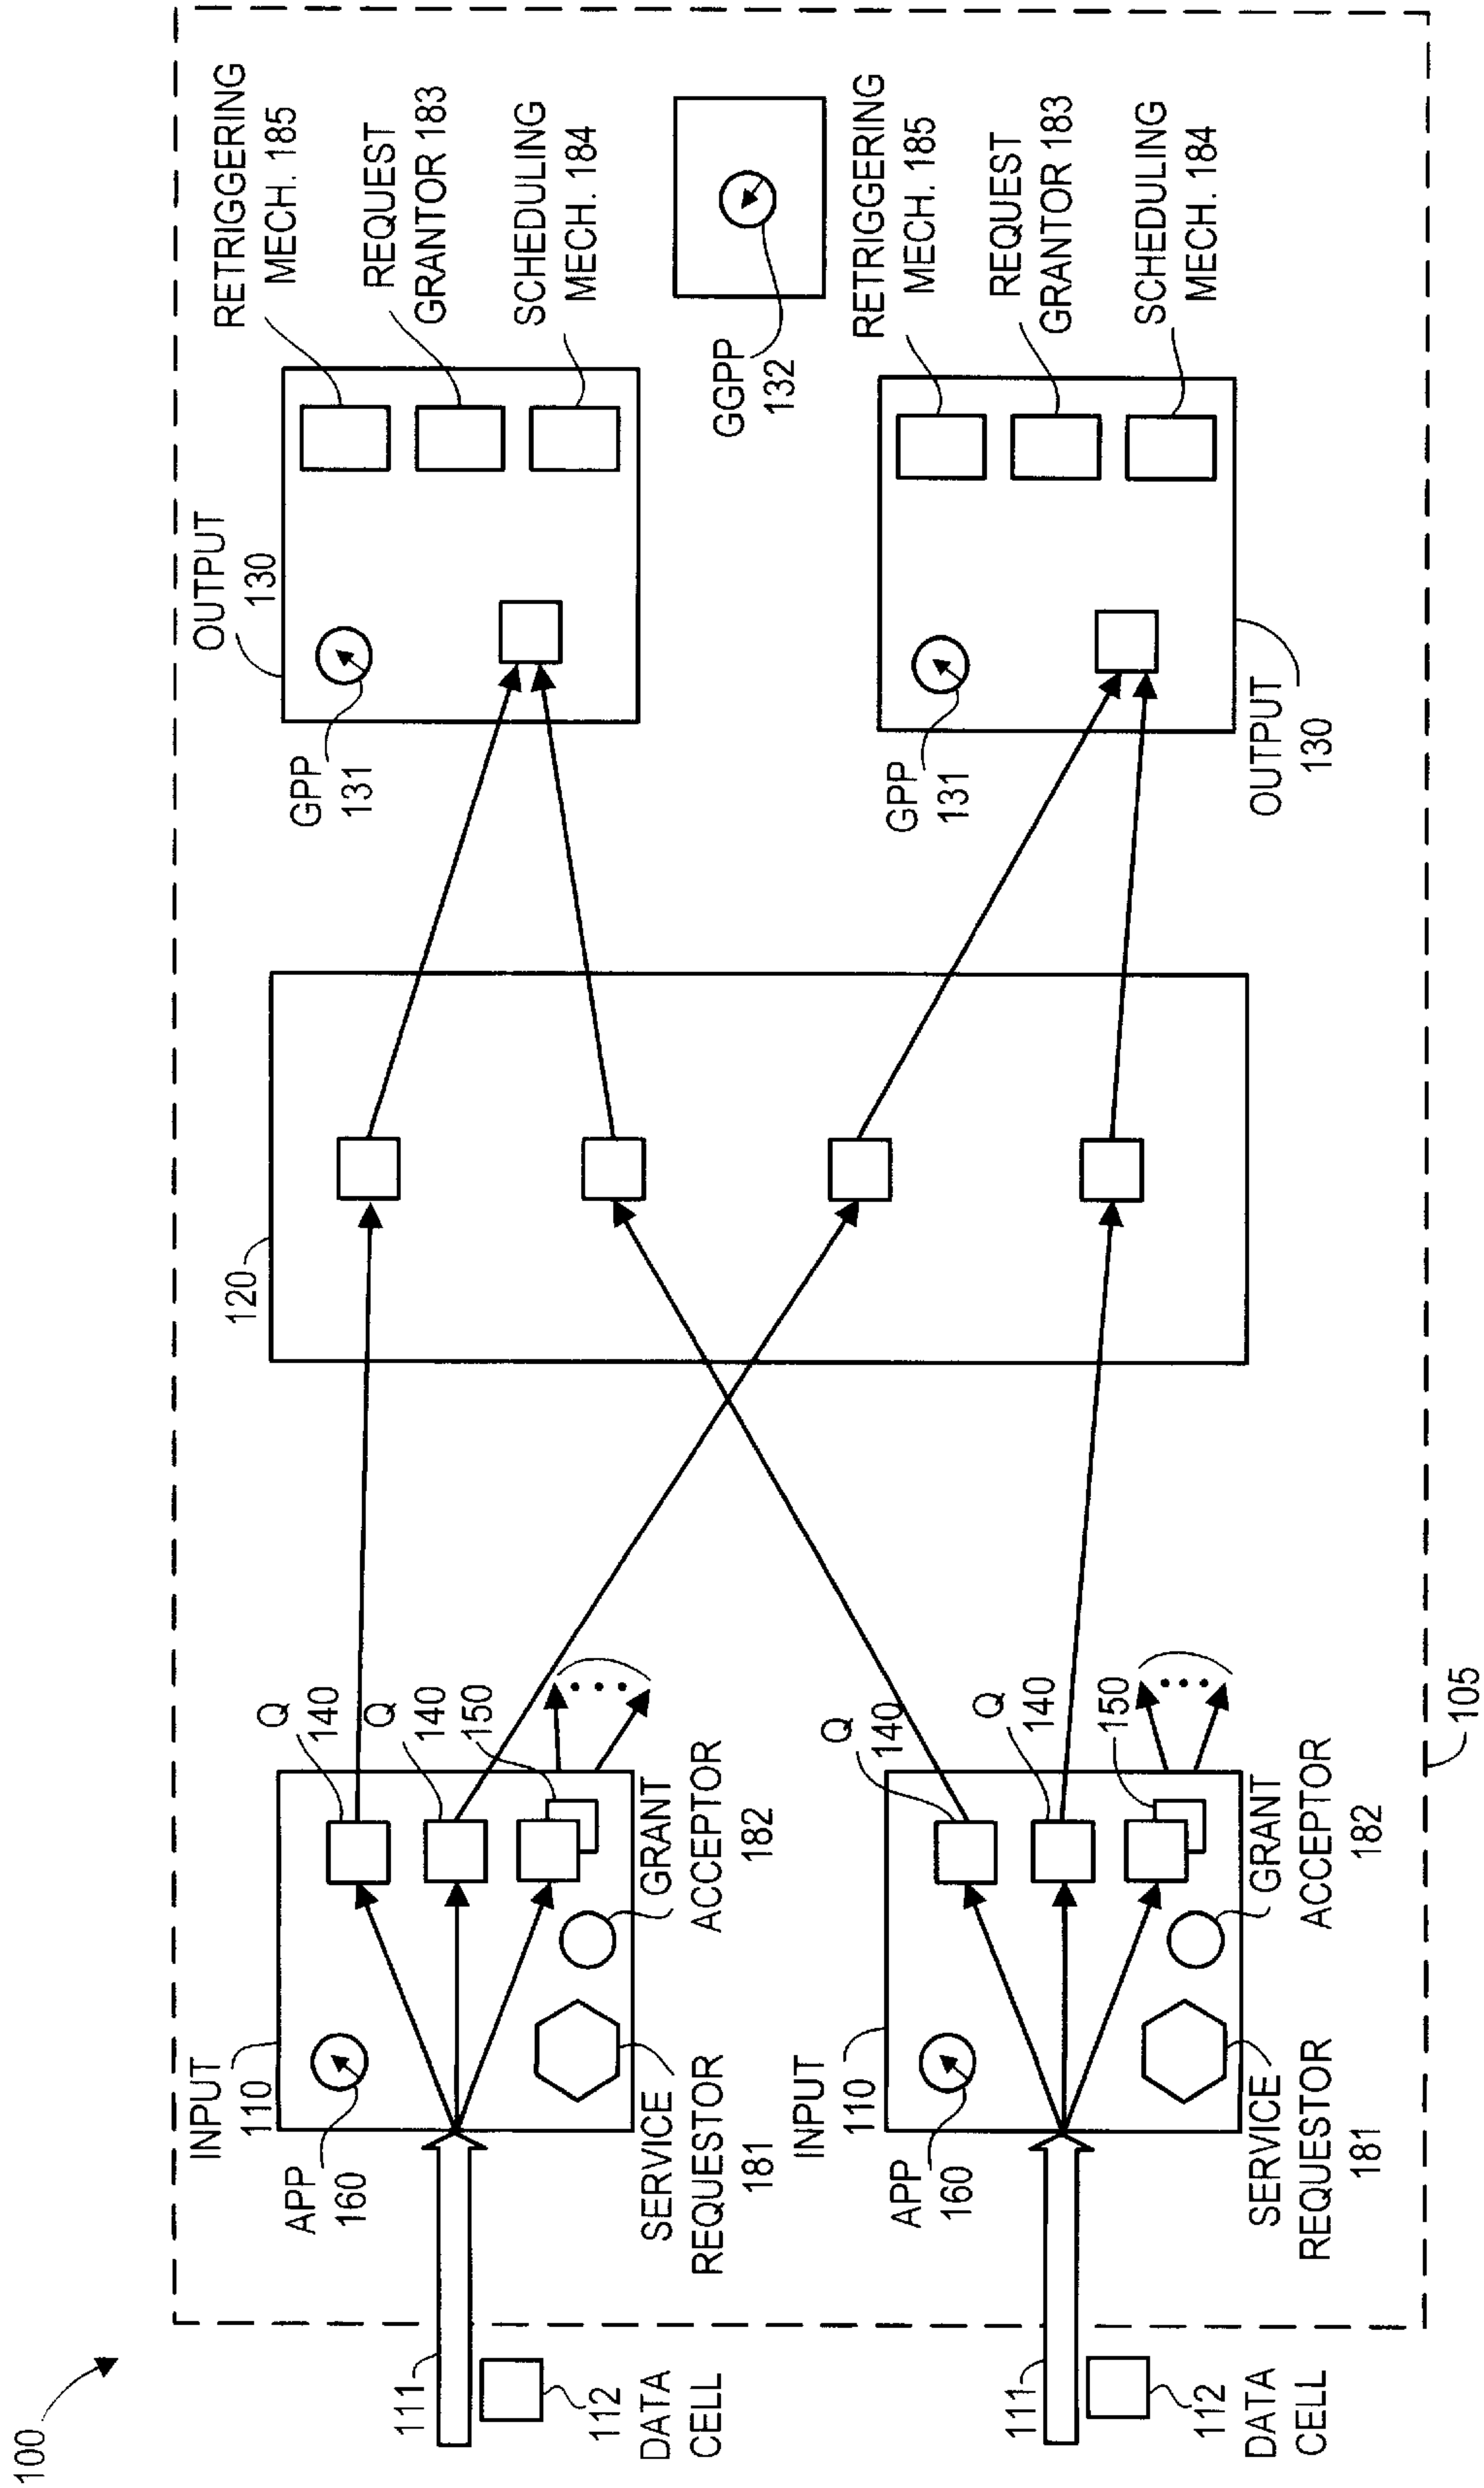 100
111
112
DATA
CELL
INPUT
110
APP
160
SERVICE
REQUESTOR
181
Q
140
Q
140
150
GRANT
ACCEPTOR
182
120
OUTPUT
130
GPP
131
RETRIGGERING
MECH. 185
REQUEST
GRANTOR 183
SCHEDULING
MECH. 184
GGPP
132
111
112
DATA
CELL
INPUT
110
APP
160
SERVICE
REQUESTOR
181
Q
140
Q
140
150
GRANT
ACCEPTOR
182
GPP
131
OUTPUT
130
RETRIGGERING
MECH. 185
REQUEST
GRANTOR 183
SCHEDULING
MECH. 184
105